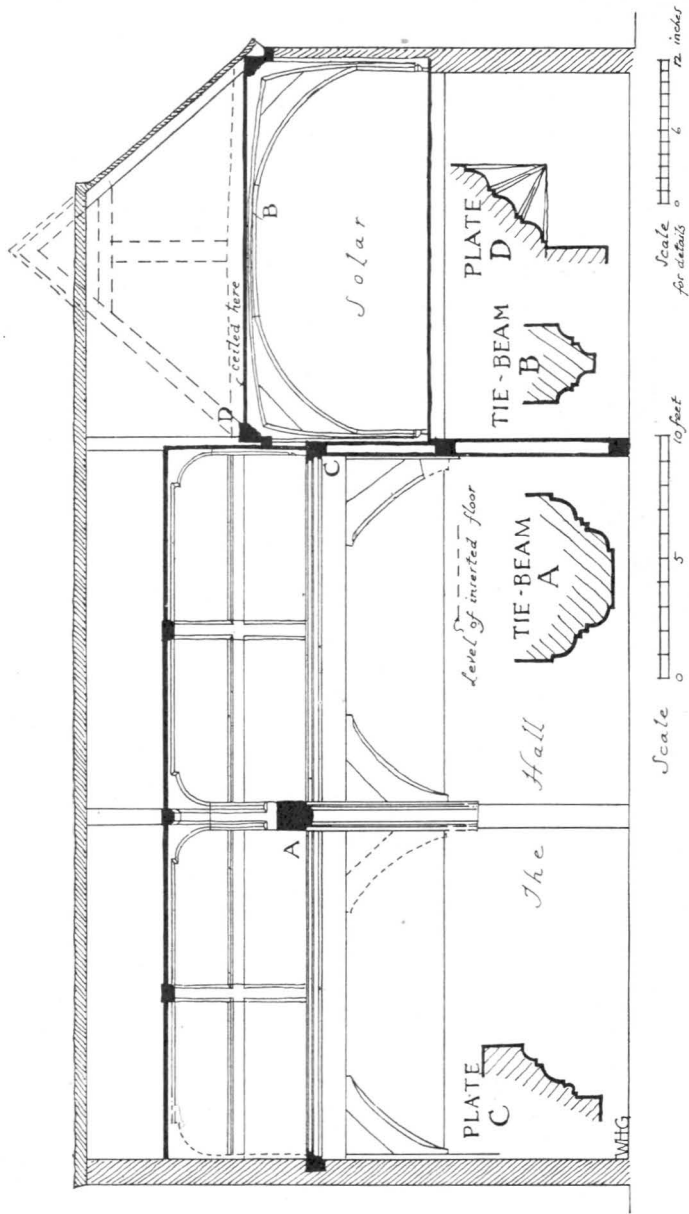 D
ceiled here
B
Solar
C
A
Level of inserted floor
The Hall
PLATE
C
TIE-BEAM
A
TIE-BEAM
B
PLATE
D
WHG
Scale
0 5 10 feet
Scale
for details
0 6 12 inches